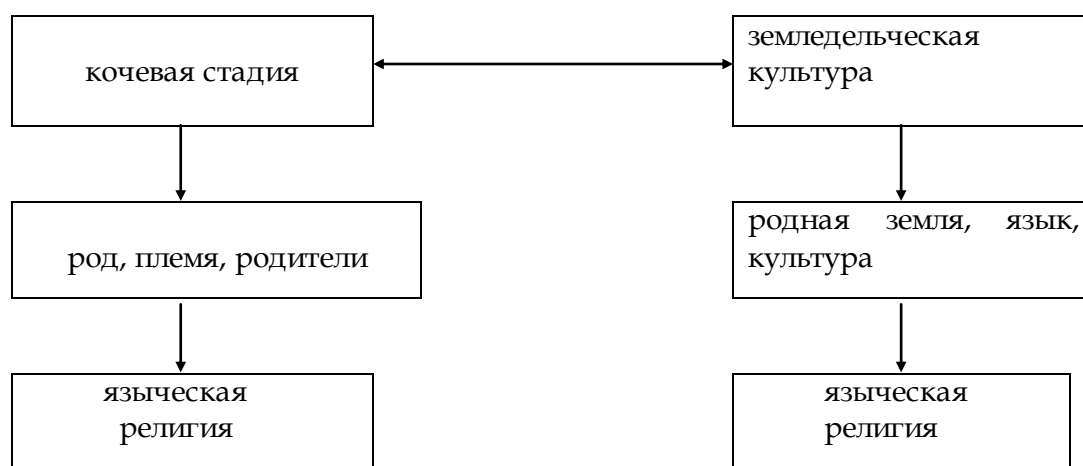 кочевая стадия
земледельческая
культура
род, племя, родители
родная земля, язык,
культура
языческая
религия
языческая
религия